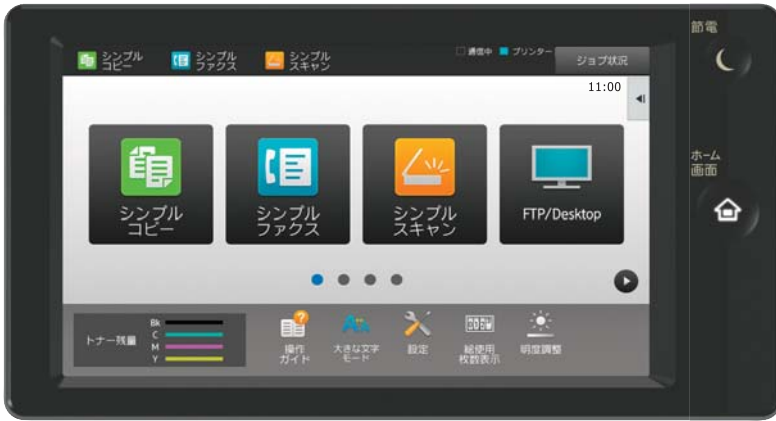 節電
シンプル
コピー
シンプル
ファクス
シンプル
スキャン
通信中
プリンター
ジョブ状況
11:00
ホーム
画面
シンプル
コピー
シンプル
ファクス
シンプル
スキャン
FTP/Desktop
トナー残量
Bk
C
M
Y
操作
ガイド
大きな文字
モード
設定
総使用
枚数表示
明度調整